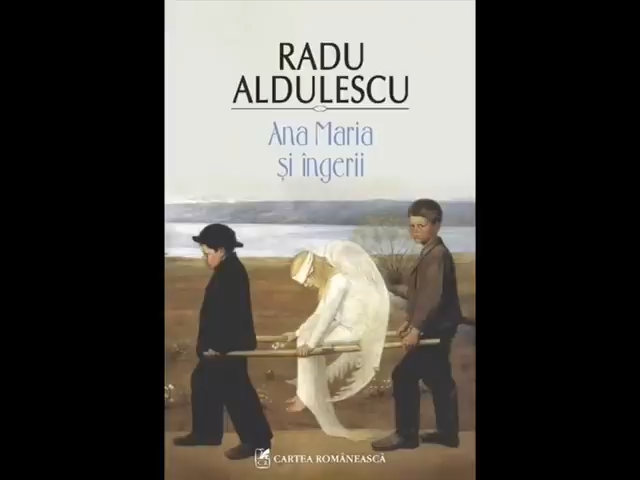 RADU
ALDULESCU
Ana Maria
și îngerii
CARTEA ROMÂNEASCĂ